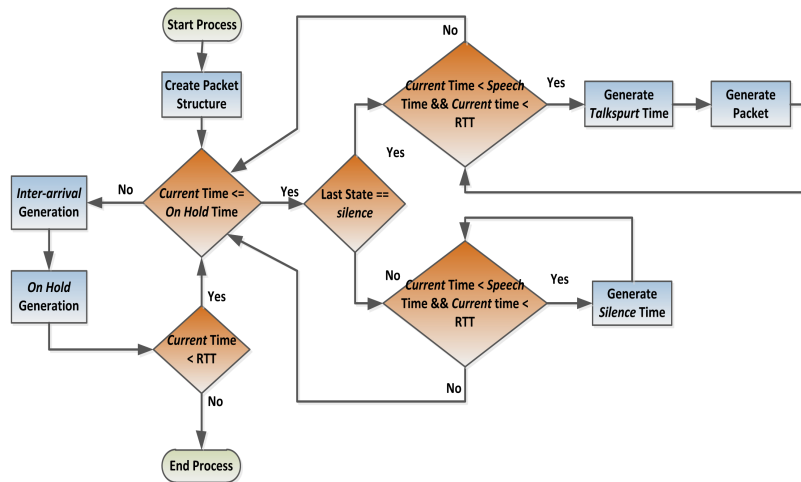 Start Process
Create Packet
Structure
Current Time <=
On Hold Time
No
Yes
Inter-arrival
Generation
On Hold
Generation
Current Time
< RTT
Yes
No
End Process
Last State ==
silence
Yes
No
Current Time < Speech
Time && Current time <
RTT
No
Yes
Generate
Talkspurt Time
Generate
Packet
Current Time < Speech
Time && Current time <
RTT
Yes
No
Generate
Silence Time